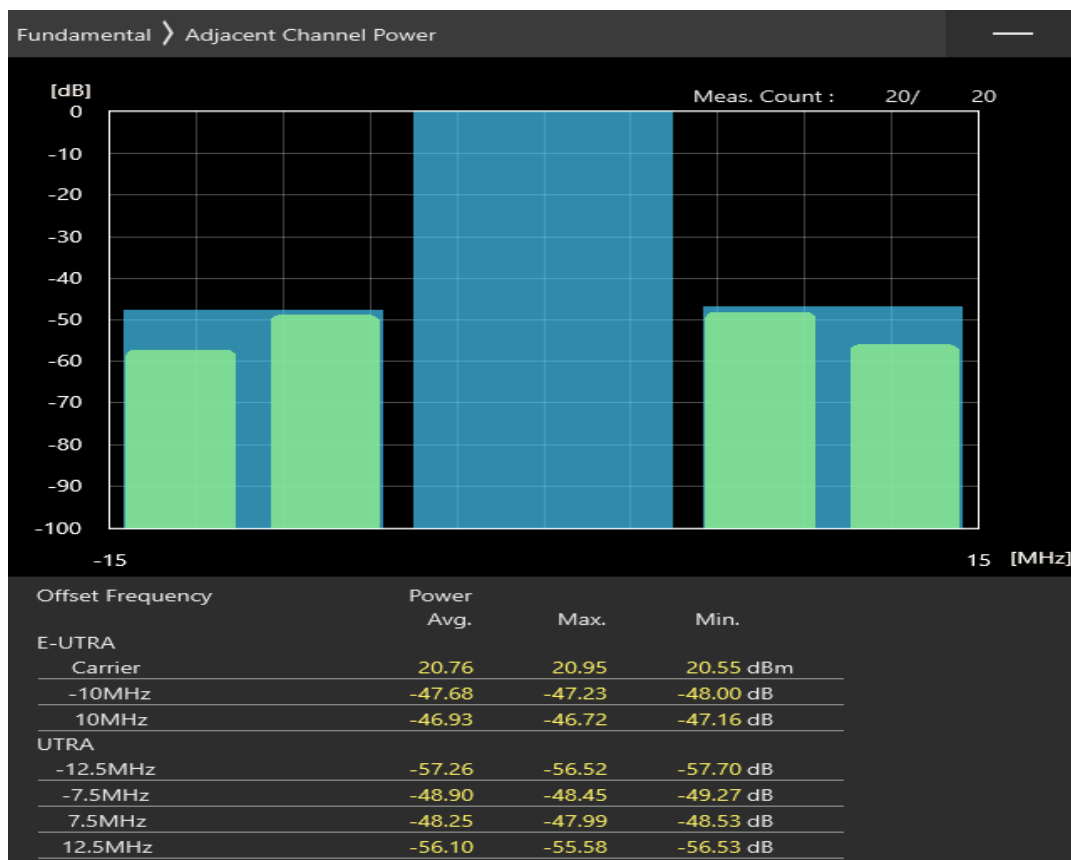 Fundamental 〉 Adjacent Channel Power
[dB]
Meas. Count : 20/ 20
0
-10
-20
-30
-40
-50
-60
-70
-80
-90
-100
-15 15 [MHz]
Offset Frequency Power
Avg. Max. Min.
E-UTRA
Carrier 20.76 20.95 20.55 dBm
-10MHz -47.68 -47.23 -48.00 dB
10MHz -46.93 -46.72 -47.16 dB
UTRA
-12.5MHz -57.26 -56.52 -57.70 dB
-7.5MHz -48.90 -48.45 -49.27 dB
7.5MHz -48.25 -47.99 -48.53 dB
12.5MHz -56.10 -55.58 -56.53 dB